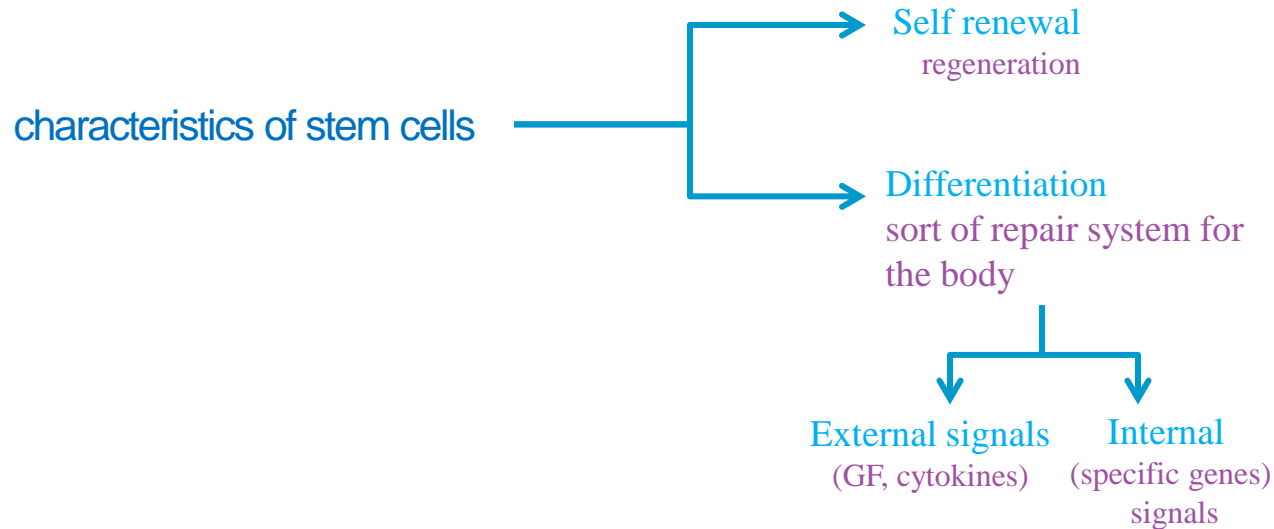 characteristics of stem cells
Self renewal
regeneration
Differentiation
sort of repair system for
the body
External signals
(GF, cytokines)
Internal
(specific genes)
signals